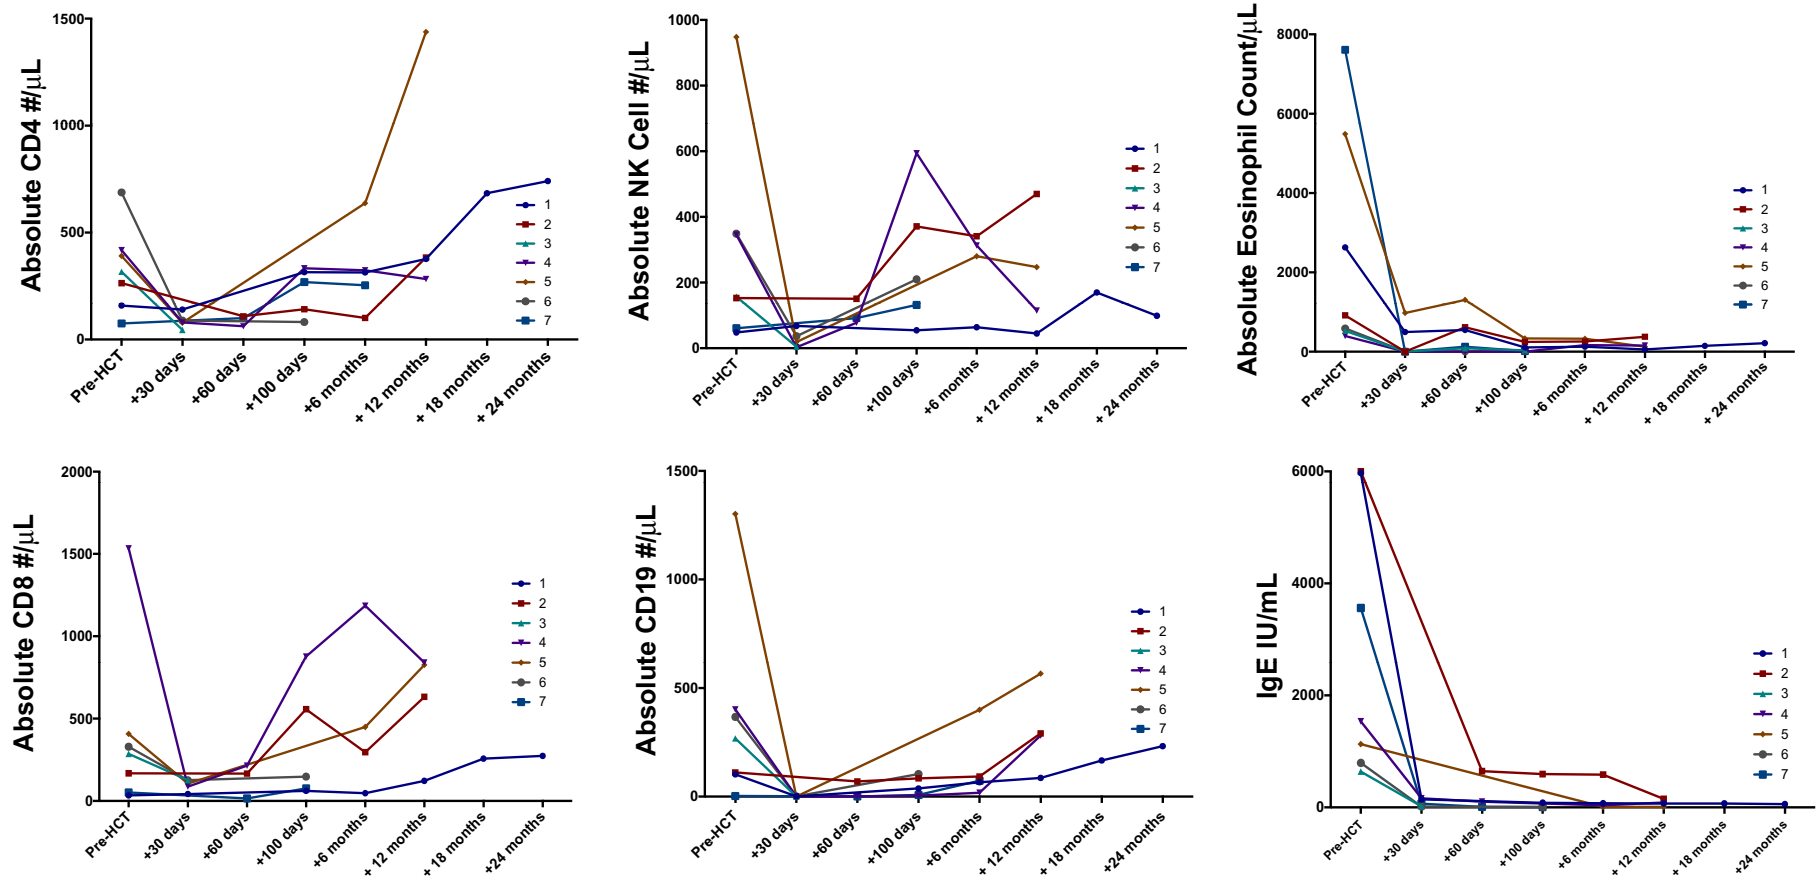 Absolute CD4 #/μL
1500
1000
500
0
Pre-HCT
+30 days
+60 days
+100 days
+6 months
+ 12 months
+ 18 months
+ 24 months
1
2
3
4
5
6
7
Absolute NK Cell #/μL
1000
800
600
400
200
0
Pre-HCT
+30 days
+60 days
+100 days
+6 months
+ 12 months
+ 18 months
+ 24 months
1
2
3
4
5
6
7
Absolute Eosinophil Count/μL
8000
6000
4000
2000
0
Pre-HCT
+30 days
+60 days
+100 days
+6 months
+ 12 months
+ 18 months
+ 24 months
1
2
3
4
5
6
7
Absolute CD8 #/μL
2000
1500
1000
500
0
Pre-HCT
+30 days
+60 days
+100 days
+6 months
+ 12 months
+ 18 months
+24 months
1
2
3
4
5
6
7
Absolute CD19 #/μL
1500
1000
500
0
Pre-HCT
+30 days
+60 days
+100 days
+6 months
+ 12 months
+ 18 months
+24 months
1
2
3
4
5
6
7
IgE IU/mL
6000
4000
2000
0
Pre-HCT
+30 days
+60 days
+100 days
+6 months
+ 12 months
+ 18 months
+24 months
1
2
3
4
5
6
7